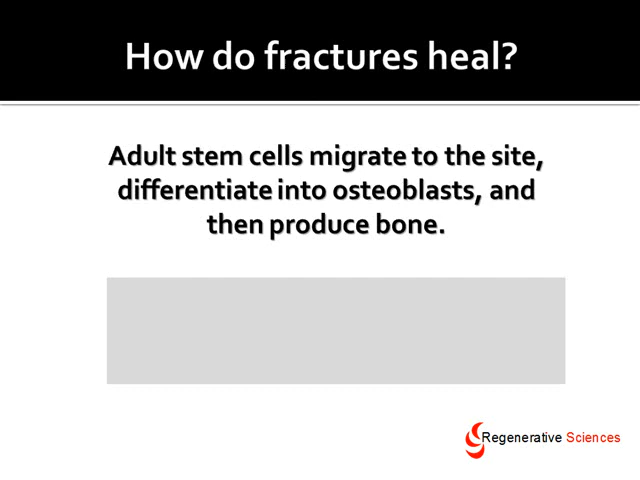 How do fractures heal?
Adult stem cells migrate to the site,
differentiate into osteoblasts, and
then produce bone.
Regenerative Sciences